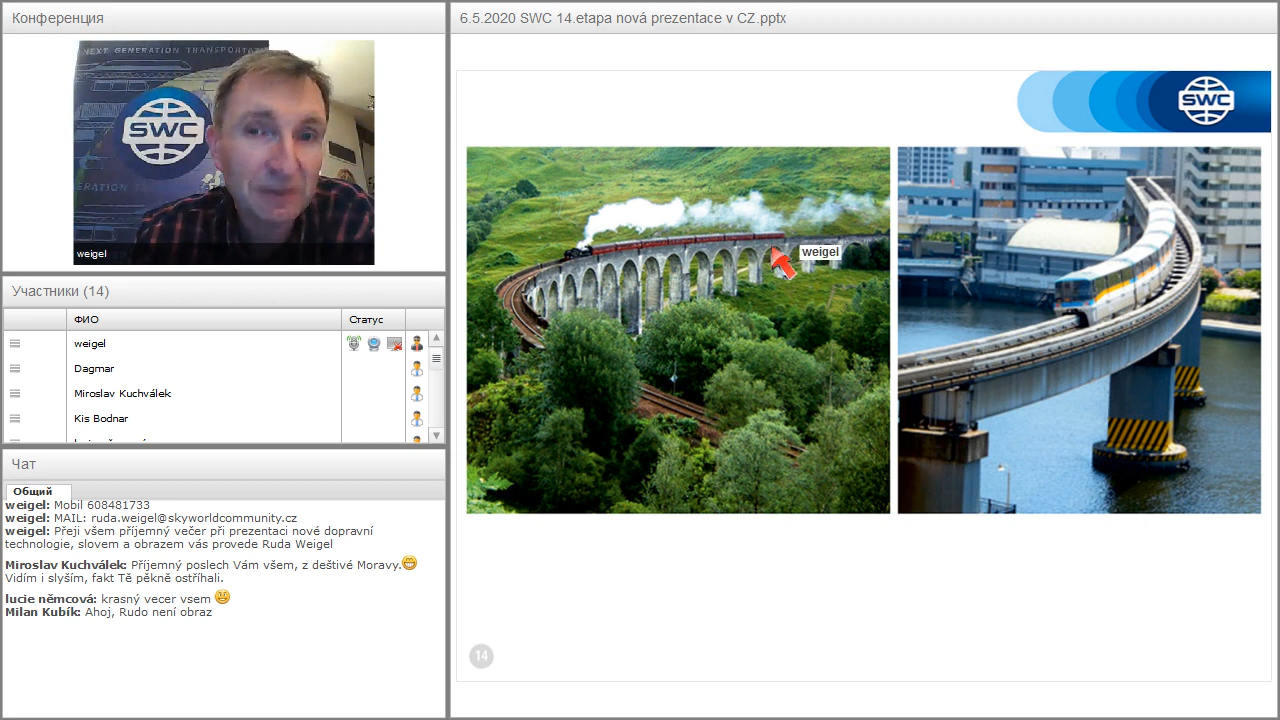 Конференция
NEXT GENERATION TRANSPORTA
SWC
ERATION TRA
weigel
Участники (14)
ФИО
Статус
weigel
Dagmar
Miroslav Kuchválek
Kis Bodnar
Чат
Общий
weigel: Mobil 608481733
weigel: MAIL: ruda.weigel@skyworldcommunity.cz
weigel: Přeji všem příjemný večer při prezentaci nové dopravní
technologie, slovem a obrazem vás provede Ruda Weigel
Miroslav Kuchválek: Příjemný poslech Vám všem, z deštivé Moravy.
Vidím i slyším, fakt Tě pěkně ostříhali.
lucie němcová: krasný vecer vsem
Milan Kubík: Ahoj, Rudo není obraz
6.5.2020 SWC 14.etapa nová prezentace v CZ.pptx
SWC
weigel
14